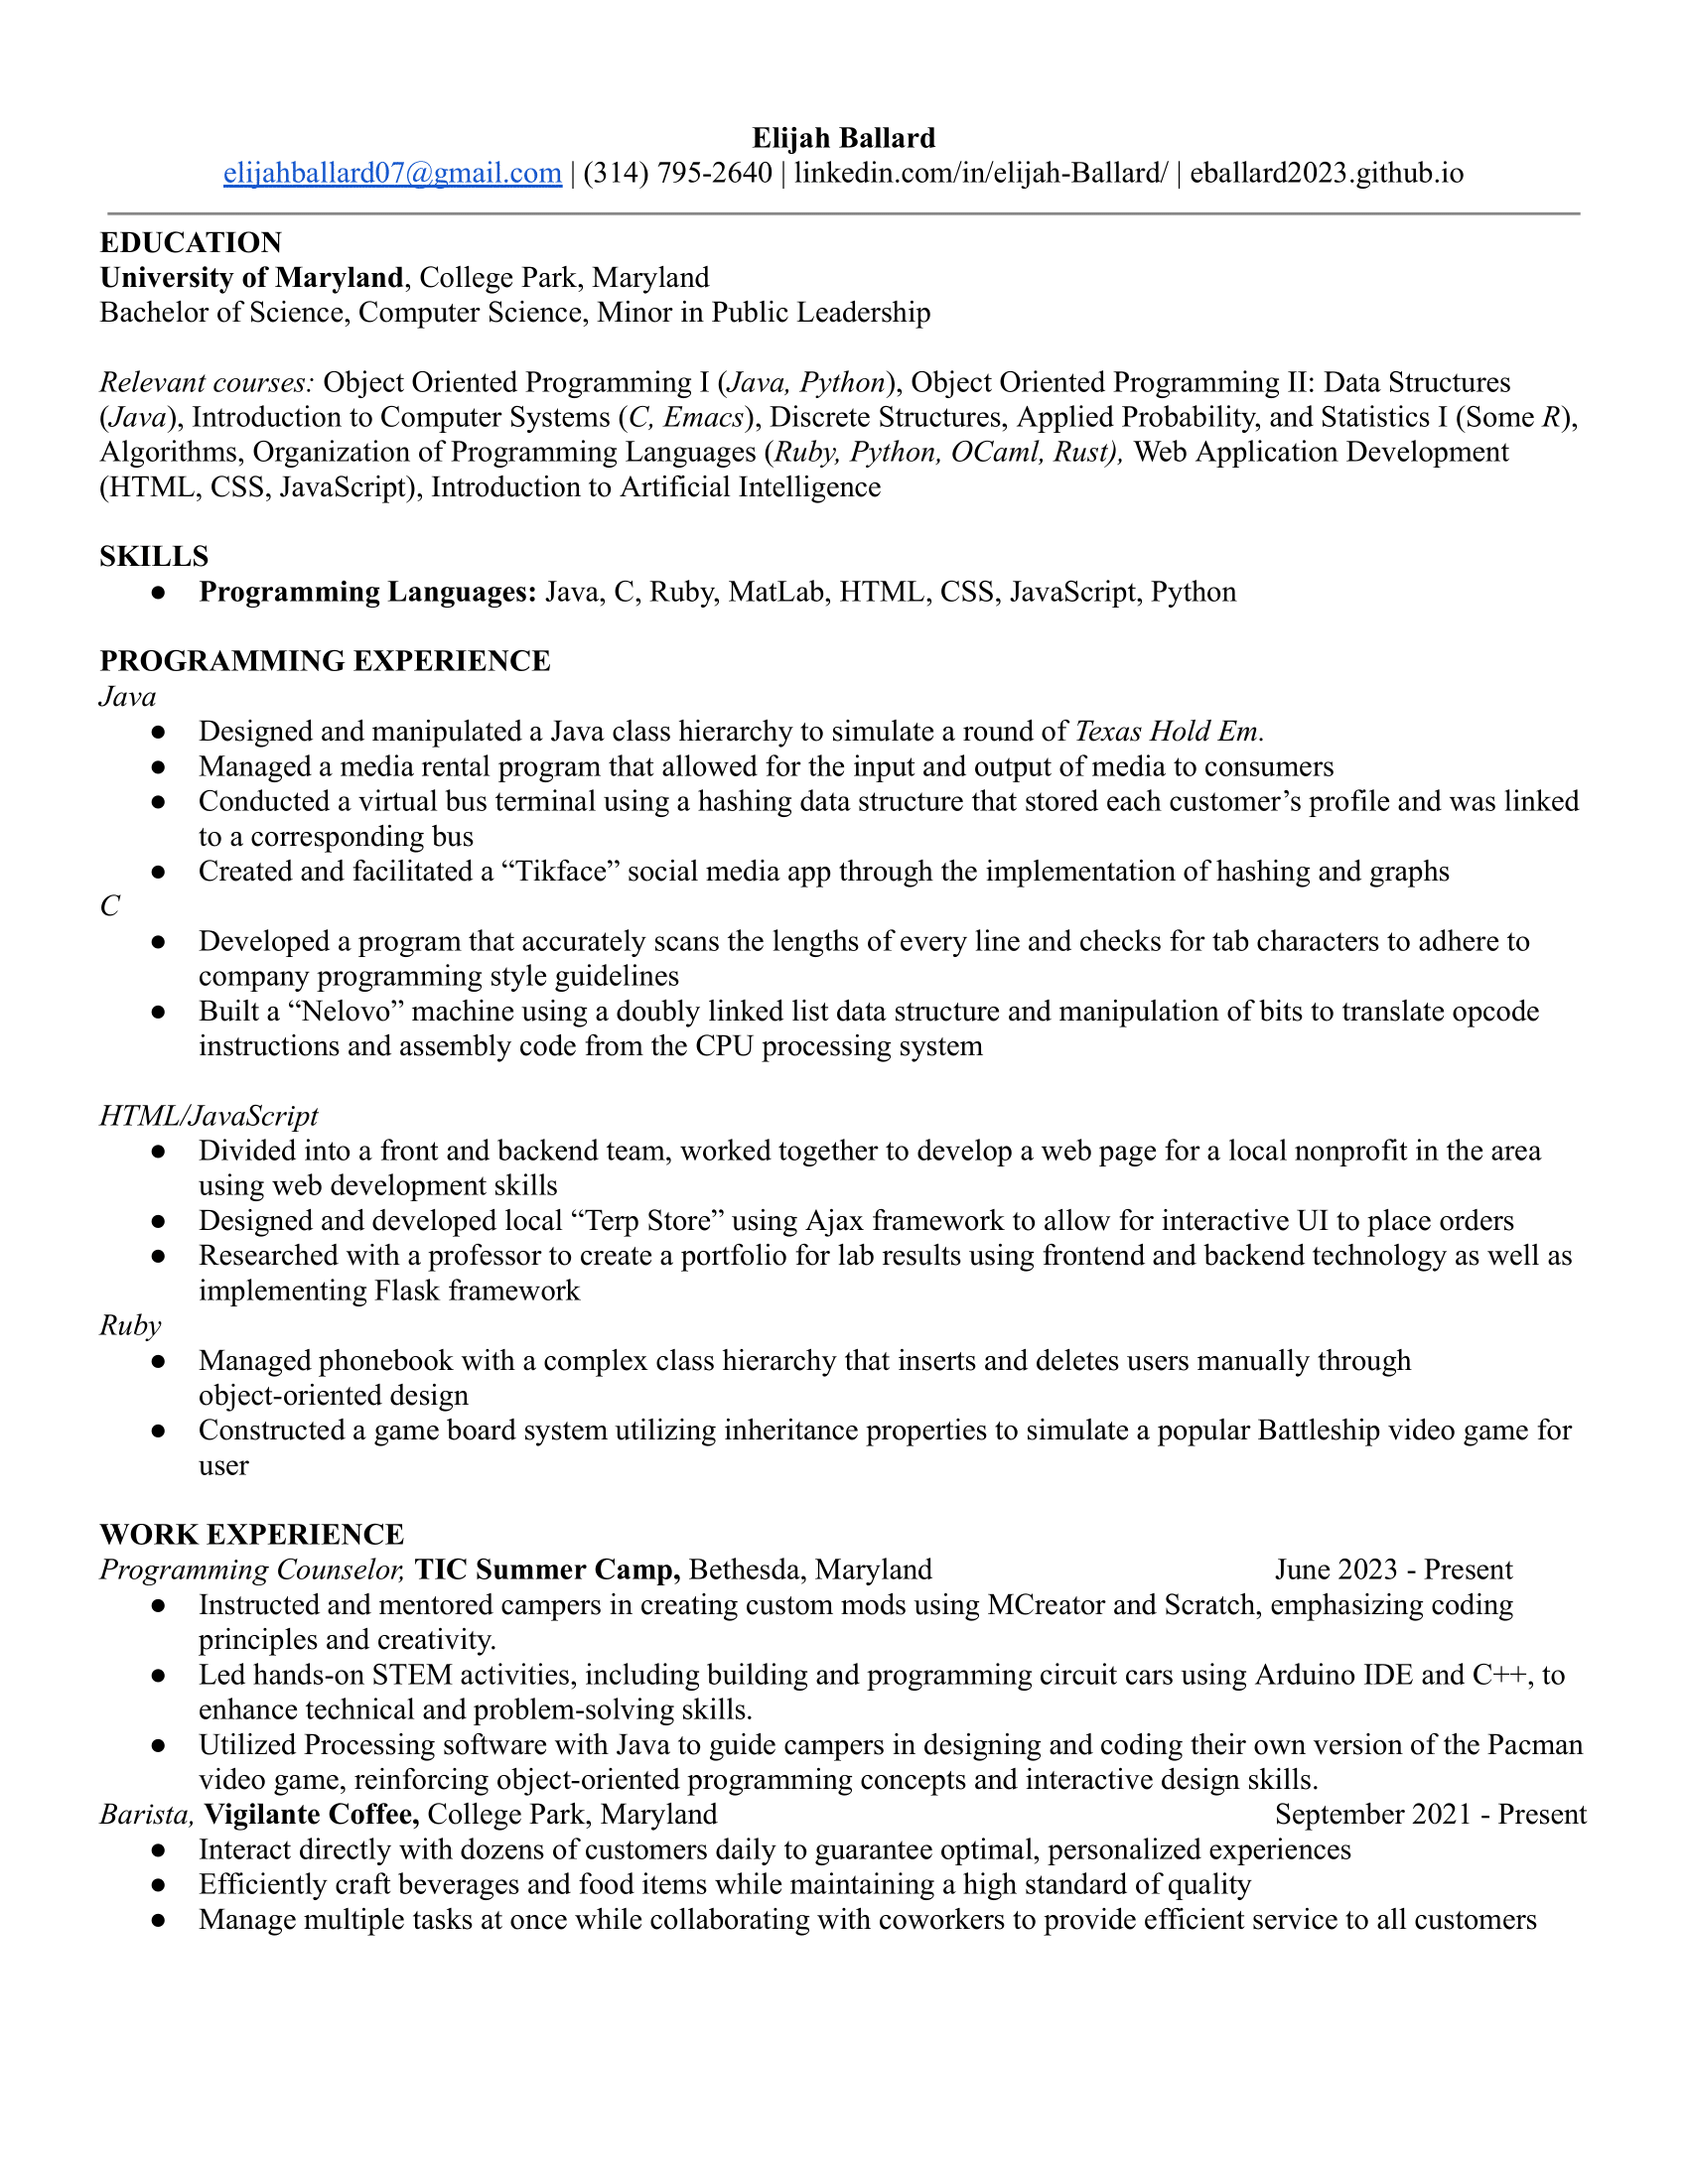 Elijah Ballard
elijahballard07@gmail.com | (314) 795-2640 | linkedin.com/in/elijah-Ballard/ | eballard2023.github.io
EDUCATION
University of Maryland, College Park, Maryland
Bachelor of Science, Computer Science, Minor in Public Leadership
Relevant courses: Object Oriented Programming I (Java, Python), Object Oriented Programming II: Data Structures
(Java), Introduction to Computer Systems (C, Emacs), Discrete Structures, Applied Probability, and Statistics I (Some R),
Algorithms, Organization of Programming Languages (Ruby, Python, OCaml, Rust), Web Application Development
(HTML, CSS, JavaScript), Introduction to Artificial Intelligence
SKILLS
● Programming Languages: Java, C, Ruby, MatLab, HTML, CSS, JavaScript, Python
PROGRAMMING EXPERIENCE
Java
● Designed and manipulated a Java class hierarchy to simulate a round of Texas Hold Em.
● Managed a media rental program that allowed for the input and output of media to consumers
● Conducted a virtual bus terminal using a hashing data structure that stored each customer’s profile and was linked
to a corresponding bus
● Created and facilitated a “Tikface” social media app through the implementation of hashing and graphs
C
● Developed a program that accurately scans the lengths of every line and checks for tab characters to adhere to
company programming style guidelines
● Built a “Nelovo” machine using a doubly linked list data structure and manipulation of bits to translate opcode
instructions and assembly code from the CPU processing system
HTML/JavaScript
● Divided into a front and backend team, worked together to develop a web page for a local nonprofit in the area
using web development skills
● Designed and developed local “Terp Store” using Ajax framework to allow for interactive UI to place orders
● Researched with a professor to create a portfolio for lab results using frontend and backend technology as well as
implementing Flask framework
Ruby
● Managed phonebook with a complex class hierarchy that inserts and deletes users manually through
object-oriented design
● Constructed a game board system utilizing inheritance properties to simulate a popular Battleship video game for
user
WORK EXPERIENCE
Programming Counselor, TIC Summer Camp, Bethesda, Maryland June 2023 - Present
● Instructed and mentored campers in creating custom mods using MCreator and Scratch, emphasizing coding
principles and creativity.
● Led hands-on STEM activities, including building and programming circuit cars using Arduino IDE and C++, to
enhance technical and problem-solving skills.
● Utilized Processing software with Java to guide campers in designing and coding their own version of the Pacman
video game, reinforcing object-oriented programming concepts and interactive design skills.
Barista, Vigilante Coffee, College Park, Maryland September 2021 - Present
● Interact directly with dozens of customers daily to guarantee optimal, personalized experiences
● Efficiently craft beverages and food items while maintaining a high standard of quality
● Manage multiple tasks at once while collaborating with coworkers to provide efficient service to all customers